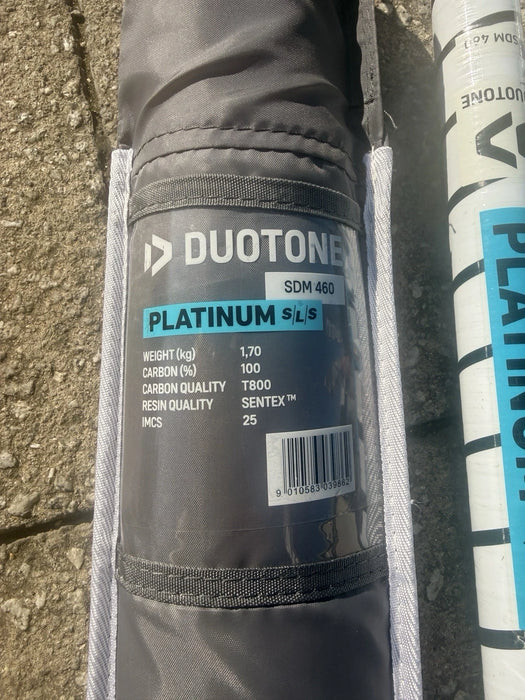 DUOTONE
SDM 460
PLATINUM S/L/S
WEIGHT (kg) 1,70
CARBON (%) 100
CARBON QUALITY T800
RESIN QUALITY SENTEX™
IMCS 25
9 010583 039862
SDM 460
DUOTONE
PLATINUM